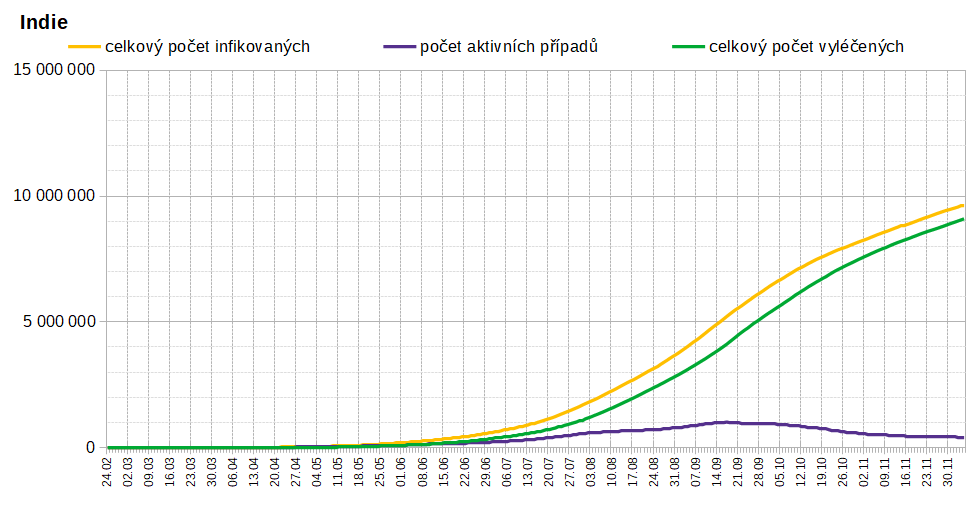 Indie
celkový počet infikovaných počet aktivních případů celkový počet vyléčených
15 000 000
10 000 000
5 000 000
0
24.02 02.03 09.03 16.03 23.03 30.03 06.04 13.04 20.04 27.04 04.05 11.05 18.05 25.05 01.06 08.06 15.06 22.06 29.06 06.07 13.07 20.07 27.07 03.08 10.08 17.08 24.08 31.08 07.09 14.09 21.09 28.09 05.10 12.10 19.10 26.10 02.11 09.11 16.11 23.11 30.11